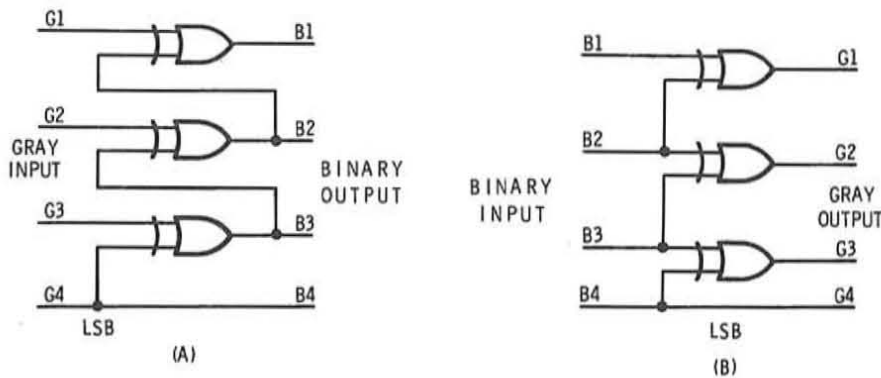 G1
B1
G2
B2
GRAY
INPUT
BINARY
OUTPUT
G3
B3
G4
B4
LSB
(A)
B1
G1
B2
G2
BINARY
INPUT
GRAY
OUTPUT
B3
G3
B4
G4
LSB
(B)